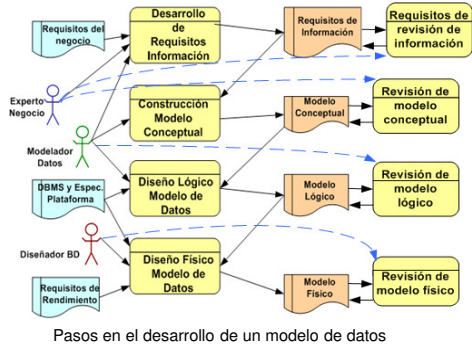 Requisitos del
negocio
Desarrollo
de
Requisitos
Información
Requisitos de
Información
Requisitos de
revisión de
información
Experto
Negocio
Construcción
Modelo
Conceptual
Modelo
Conceptual
Revisión de
modelo
conceptual
Modelador
Datos
DBMS y Espec.
Plataforma
Diseño Lógico
Modelo de
Datos
Modelo
Lógico
Revisión de
modelo
lógico
Diseñador BD
Diseño Físico
Modelo de
Datos
Requisitos de
Rendimiento
Modelo
Físico
Revisión de
modelo físico
Pasos en el desarrollo de un modelo de datos